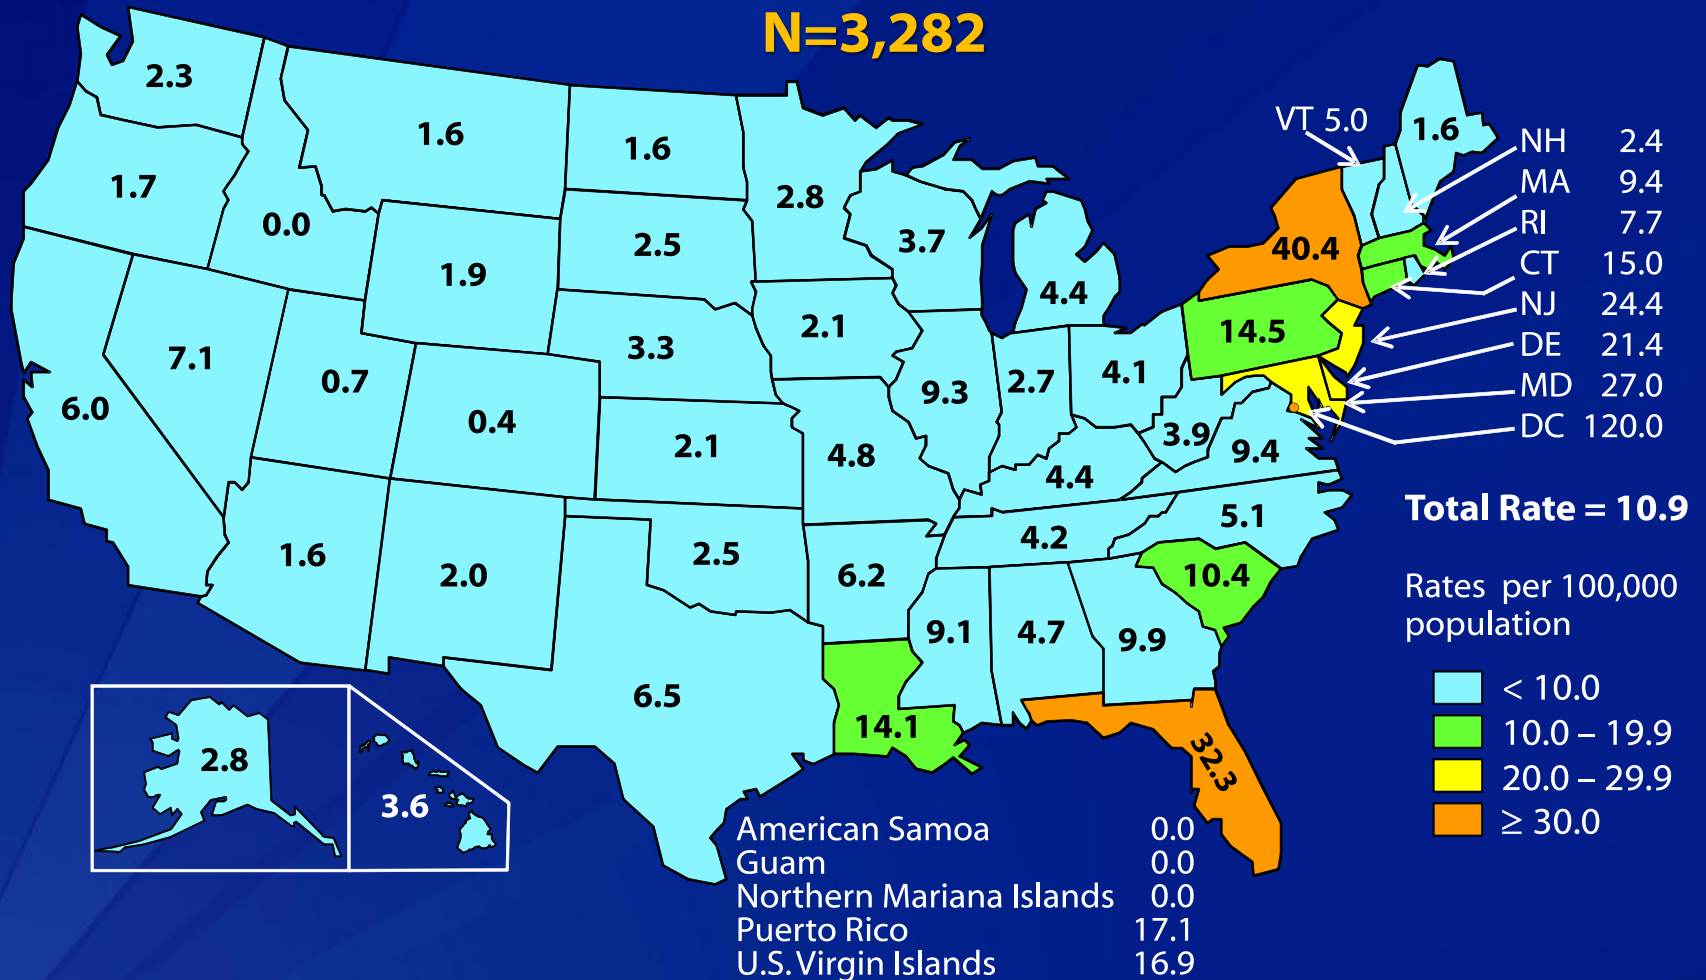 N=3,282
2.3
1.6
1.6
VT 5.0
1.6
NH 2.4
MA 9.4
RI 7.7
CT 15.0
NJ 24.4
DE 21.4
MD 27.0
DC 120.0
1.7
0.0
2.8
2.5
3.7
40.4
1.9
4.4
14.5
2.1
7.1
3.3
0.7
4.1
2.7
9.3
6.0
0.4
2.1
4.8
3.9
9.4
4.4
5.1
4.2
1.6
2.0
2.5
6.2
10.4
9.1
4.7
9.9
6.5
14.1
32.3
2.8
3.6
Total Rate = 10.9
Rates per 100,000
population
< 10.0
10.0 – 19.9
20.0 – 29.9
≥ 30.0
American Samoa 0.0
Guam 0.0
Northern Mariana Islands 0.0
Puerto Rico 17.1
U.S. Virgin Islands 16.9